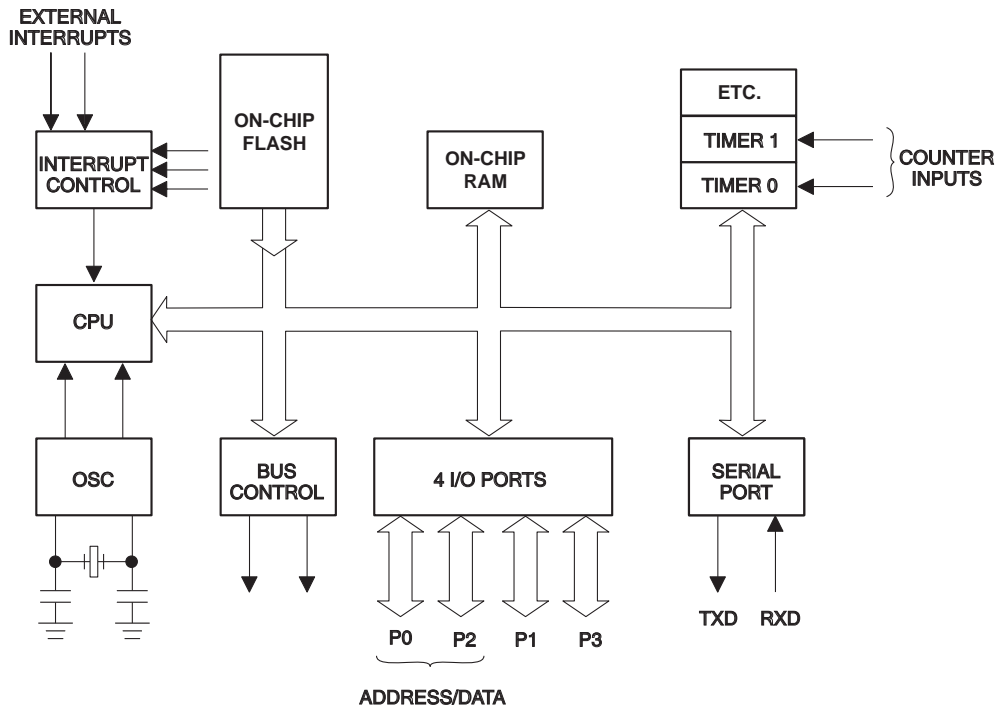 EXTERNAL
INTERRUPTS
ON-CHIP
FLASH
ETC.
TIMER 1
TIMER 0
COUNTER
INPUTS
INTERRUPT
CONTROL
ON-CHIP
RAM
CPU
OSC
BUS
CONTROL
4 I/O PORTS
SERIAL
PORT
TXD RXD
P0 P2 P1 P3
ADDRESS/DATA